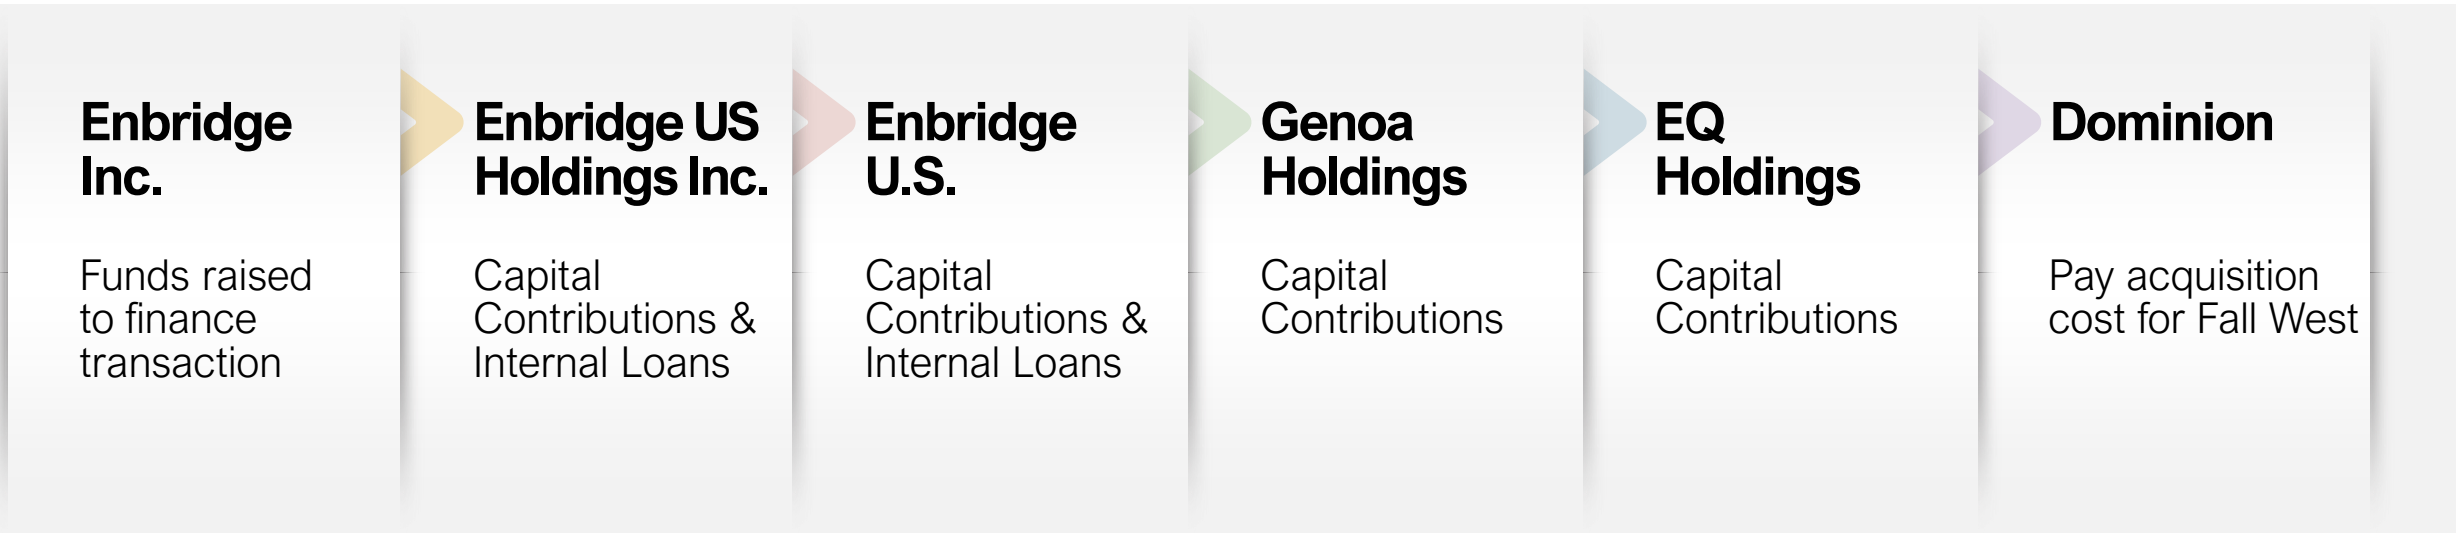 Enbridge
Inc.
Funds raised
to finance
transaction
Enbridge US
Holdings Inc.
Capital
Contributions &
Internal Loans
Enbridge
U.S.
Capital
Contributions &
Internal Loans
Genoa
Holdings
Capital
Contributions
EQ
Holdings
Capital
Contributions
Dominion
Pay acquisition
cost for Fall West